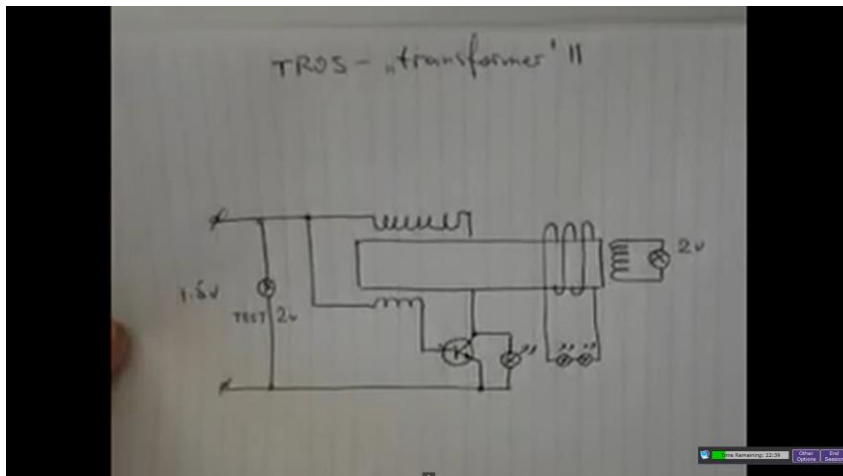 TROS - „transformer" II
2v
1.5V
TEST 2v
Time Remaining: 22:39
Other Options
End Session